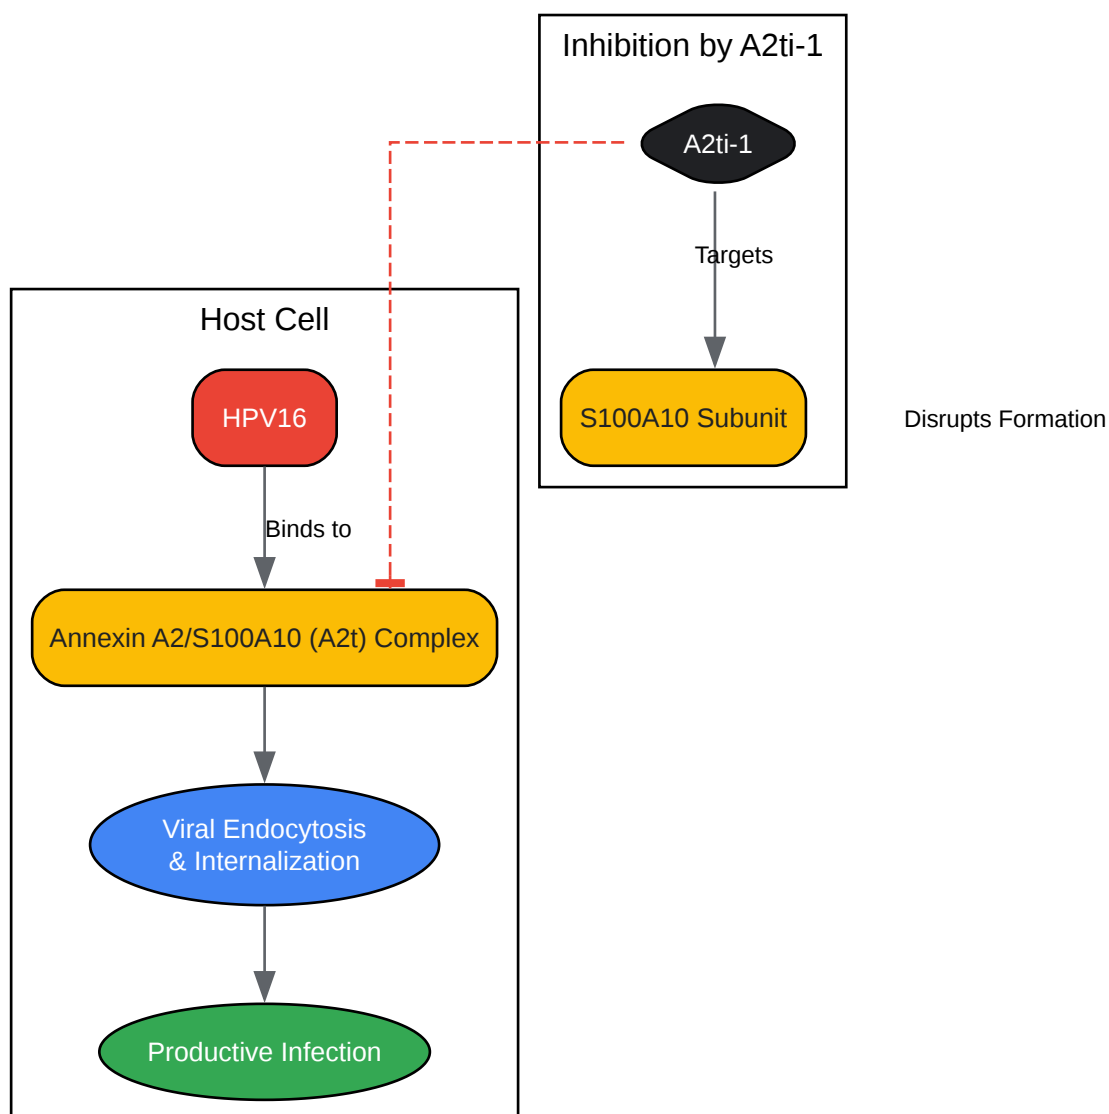 Inhibition by A2ti-1
A2ti-1
Targets
Host Cell
HPV16
S100A10 Subunit
Disrupts Formation
Binds to
Annexin A2/S100A10 (A2t) Complex
Viral Endocytosis
& Internalization
Productive Infection